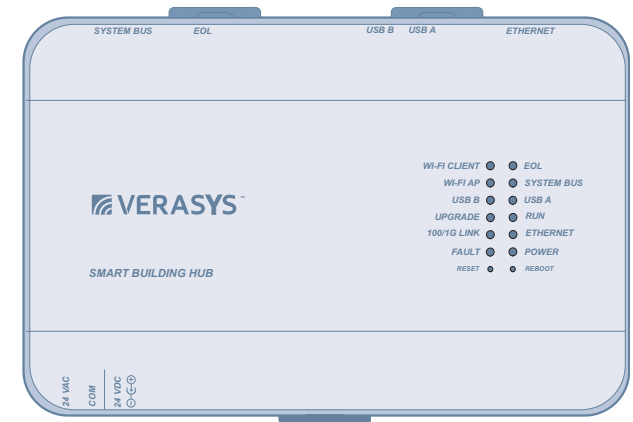 SYSTEM BUS EOL USB B USB A ETHERNET
WI-FI CLIENT EOL
WI-FI AP SYSTEM BUS
USB B USB A
UPGRADE RUN
100/1G LINK ETHERNET
FAULT POWER
RESET REBOOT
VERASYS™
SMART BUILDING HUB
24 VAC
COM
24 VDC